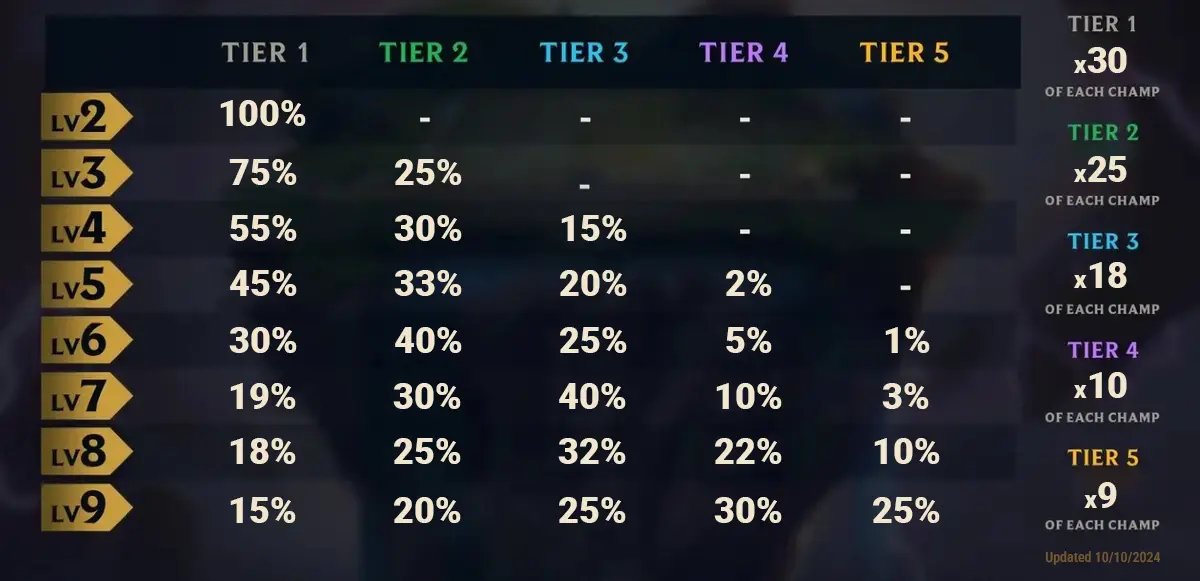 TIER 1 TIER 2 TIER 3 TIER 4 TIER 5
LV2 100% - - - -
LV3 75% 25% - - -
LV4 55% 30% 15% - -
LV5 45% 33% 20% 2% -
LV6 30% 40% 25% 5% 1%
LV7 19% 30% 40% 10% 3%
LV8 18% 25% 32% 22% 10%
LV9 15% 20% 25% 30% 25%
TIER 1
x30
OF EACH CHAMP
TIER 2
x25
OF EACH CHAMP
TIER 3
x18
OF EACH CHAMP
TIER 4
x10
OF EACH CHAMP
TIER 5
x9
OF EACH CHAMP
Updated 10/10/2024